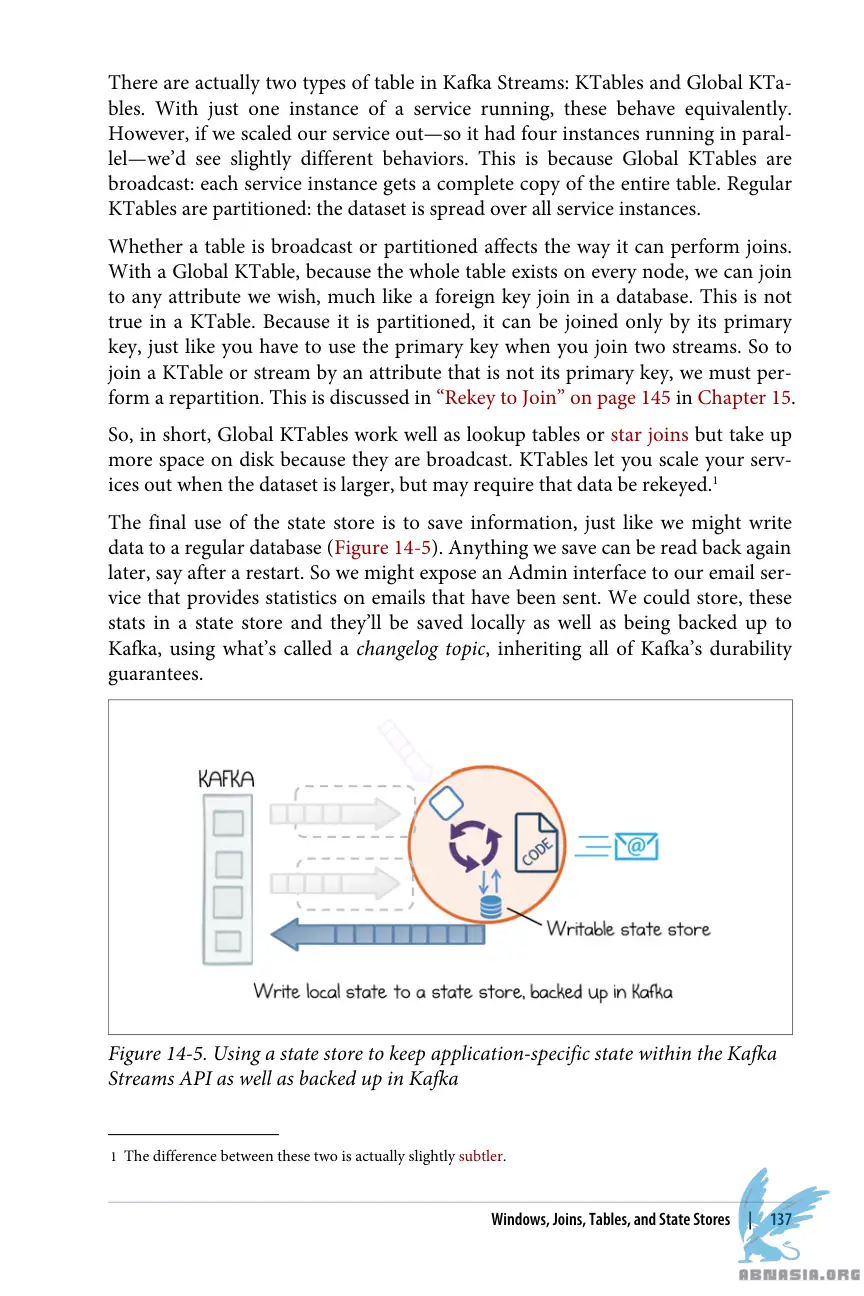 There are actually two types of table in Kafka Streams: KTables and Global KTa-
bles. With just one instance of a service running, these behave equivalently.
However, if we scaled our service out—so it had four instances running in paral-
lel—we’d see slightly different behaviors. This is because Global KTables are
broadcast: each service instance gets a complete copy of the entire table. Regular
KTables are partitioned: the dataset is spread over all service instances.
Whether a table is broadcast or partitioned affects the way it can perform joins.
With a Global KTable, because the whole table exists on every node, we can join
to any attribute we wish, much like a foreign key join in a database. This is not
true in a KTable. Because it is partitioned, it can be joined only by its primary
key, just like you have to use the primary key when you join two streams. So to
join a KTable or stream by an attribute that is not its primary key, we must per-
form a repartition. This is discussed in “Rekey to Join” on page 145 in Chapter 15.
So, in short, Global KTables work well as lookup tables or star joins but take up
more space on disk because they are broadcast. KTables let you scale your serv-
ices out when the dataset is larger, but may require that data be rekeyed.1
The final use of the state store is to save information, just like we might write
data to a regular database (Figure 14-5). Anything we save can be read back again
later, say after a restart. So we might expose an Admin interface to our email ser-
vice that provides statistics on emails that have been sent. We could store, these
stats in a state store and they’ll be saved locally as well as being backed up to
Kafka, using what’s called a changelog topic, inheriting all of Kafka’s durability
guarantees.
KAFKA
CODE
@
Writable state store
Write local state to a state store, backed up in Kafka
Figure 14-5. Using a state store to keep application-specific state within the Kafka
Streams API as well as backed up in Kafka
1 The difference between these two is actually slightly subtler.
Windows, Joins, Tables, and State Stores | 137
ABNASIA.ORG